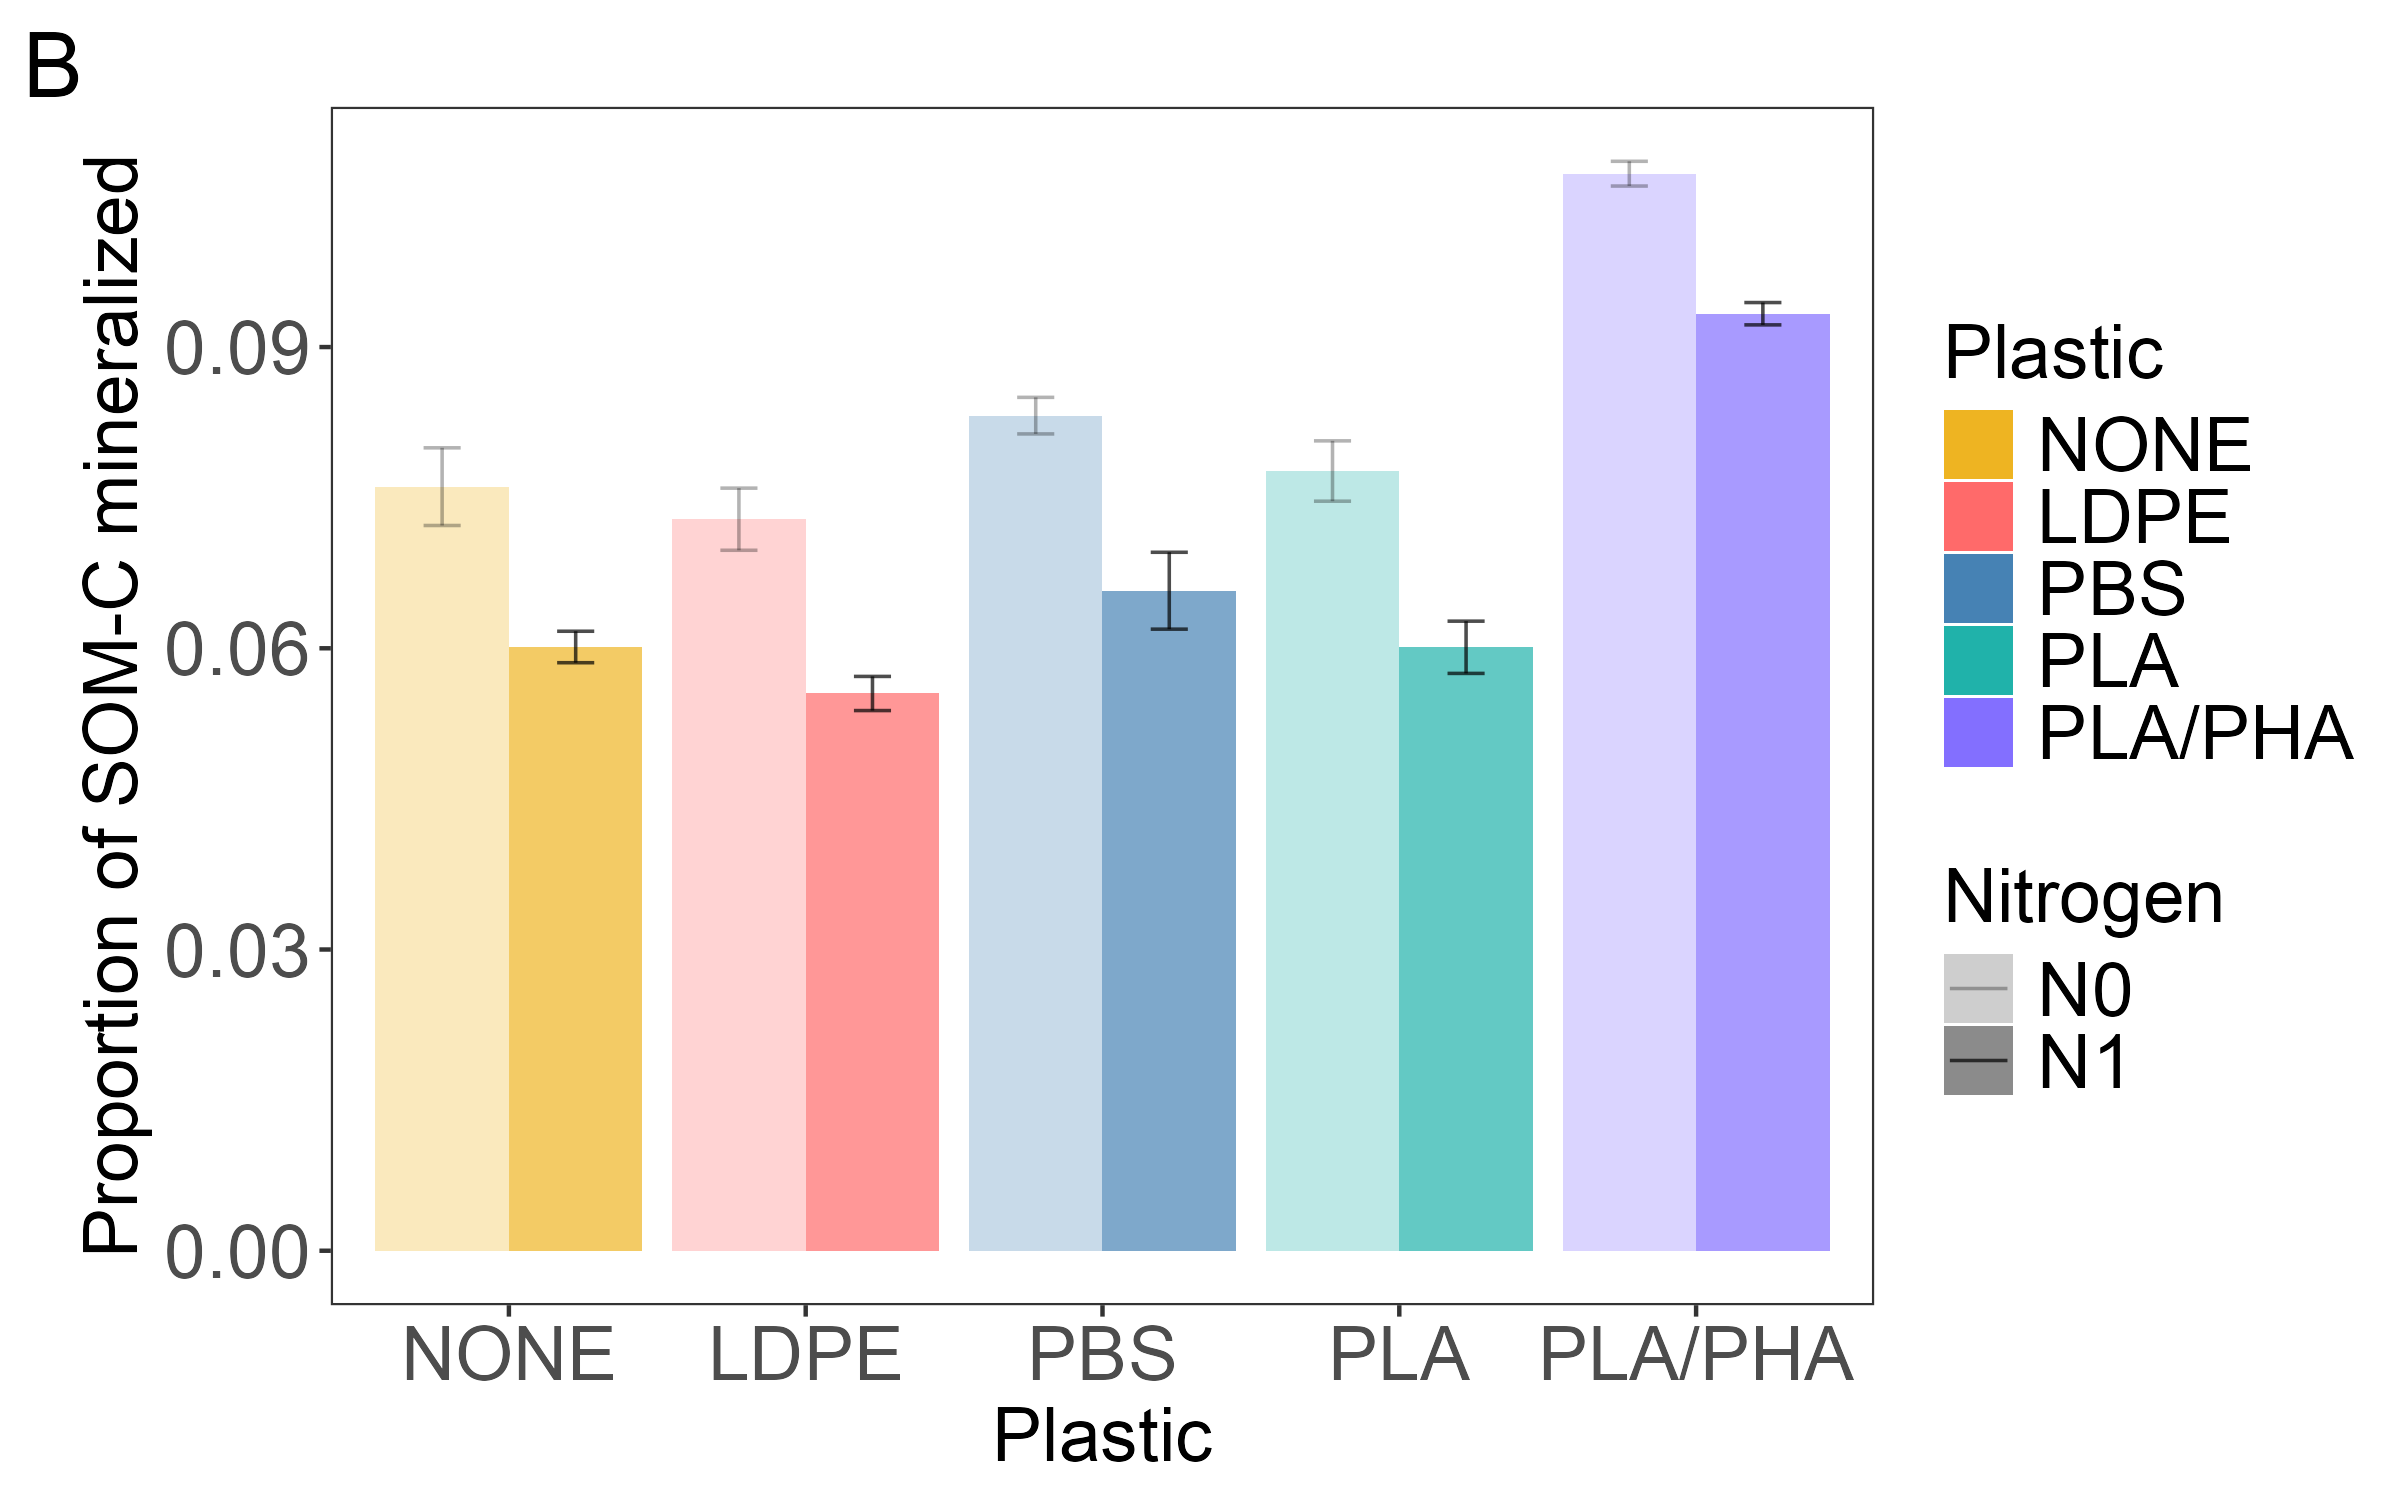 B
Proportion of SOM-C mineralized
0.09
0.06
0.03
0.00
NONE
LDPE
PBS
PLA
PLA/PHA
Plastic
Plastic
NONE
LDPE
PBS
PLA
PLA/PHA
Nitrogen
N0
N1